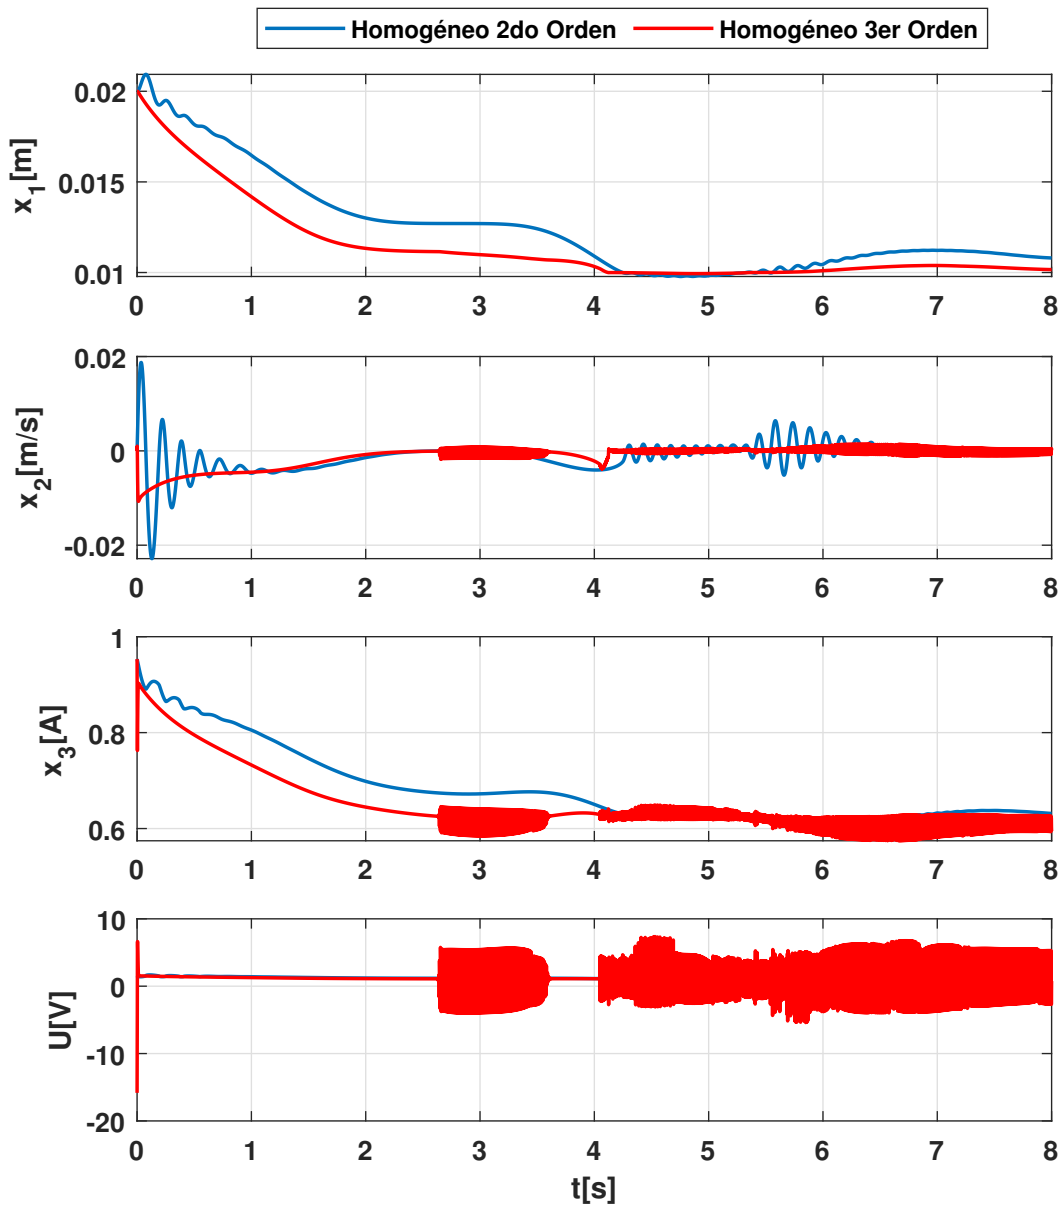 Homogéneo 2do Orden Homogéneo 3er Orden
0.02
0.015
0.01
x1[m]
0 1 2 3 4 5 6 7 8
0.02
0
-0.02
x2[m/s]
0 1 2 3 4 5 6 7 8
1
0.8
0.6
x3[A]
0 1 2 3 4 5 6 7 8
10
0
-10
-20
U[V]
0 1 2 3 4 5 6 7 8
t[s]